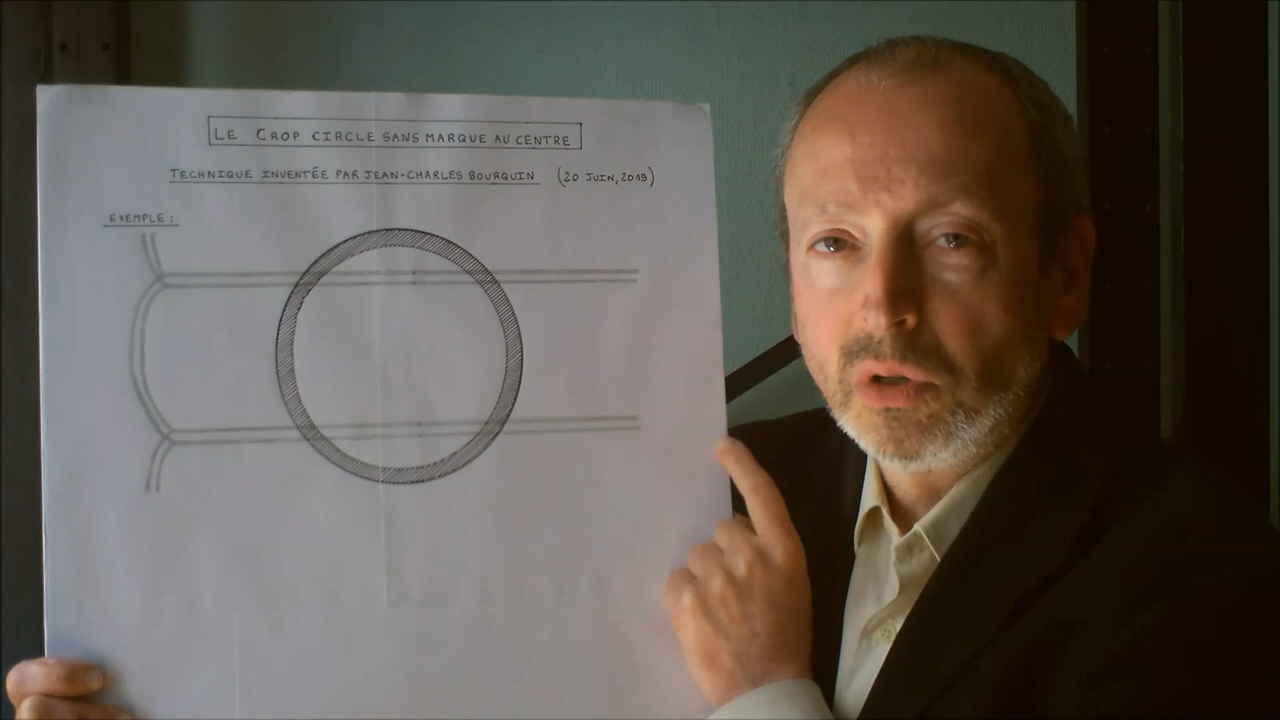 LE CROP CIRCLE SANS MARQUE AU CENTRE
TECHNIQUE INVENTÉE PAR JEAN-CHARLES BOURQUIN (20 JUIN, 2019)
EXEMPLE :